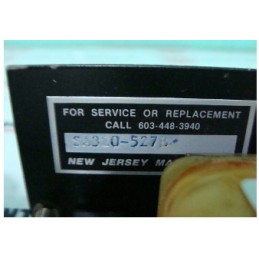 FOR SERVICE OR REPLACEMENT
CALL 603-448-3940
NEW JERSEY